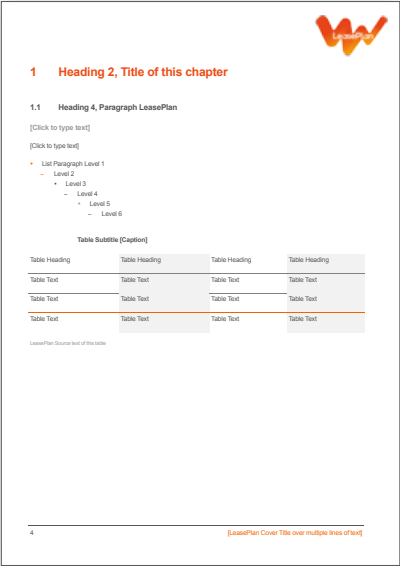 LeasePlan
1 Heading 2, Title of this chapter
1.1 Heading 4, Paragraph LeasePlan
[Click to type text]
[Click to type text]
• List Paragraph Level 1
– Level 2
• Level 3
– Level 4
• Level 5
– Level 6
Table Subtitle [Caption]
Table Heading Table Heading Table Heading Table Heading
Table Text Table Text Table Text Table Text
Table Text Table Text Table Text Table Text
Table Text Table Text Table Text Table Text
LeasePlan Source text of this table
4 [LeasePlan Cover Title over multiple lines of text]